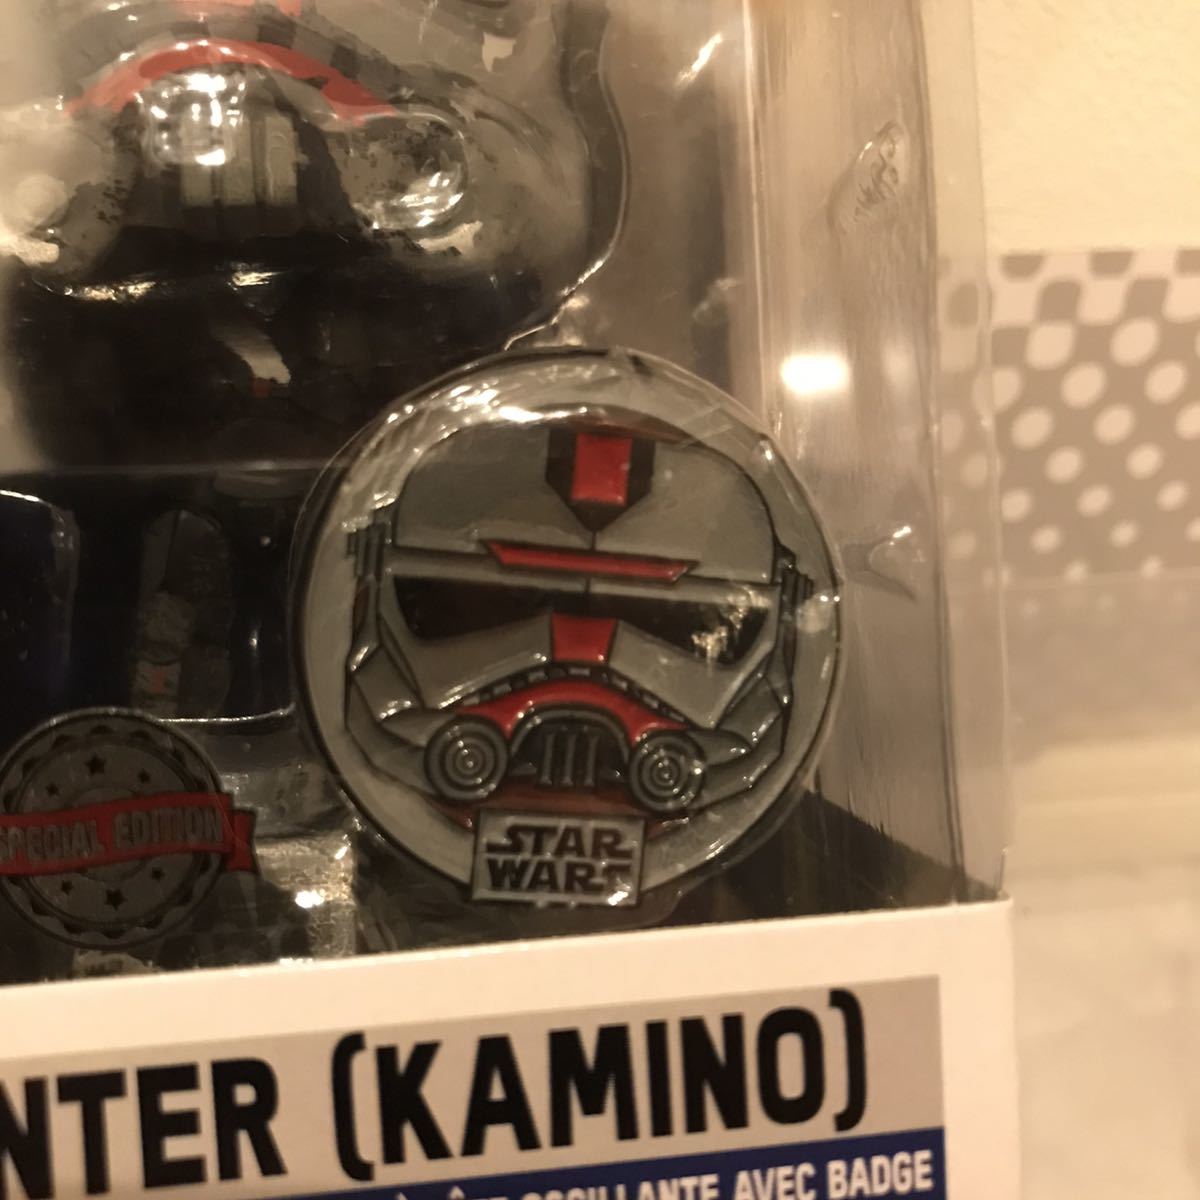 SPECIAL EDITION
STAR
WARS
NTER (KAMINO)
OSCILLANTE AVEC BADGE